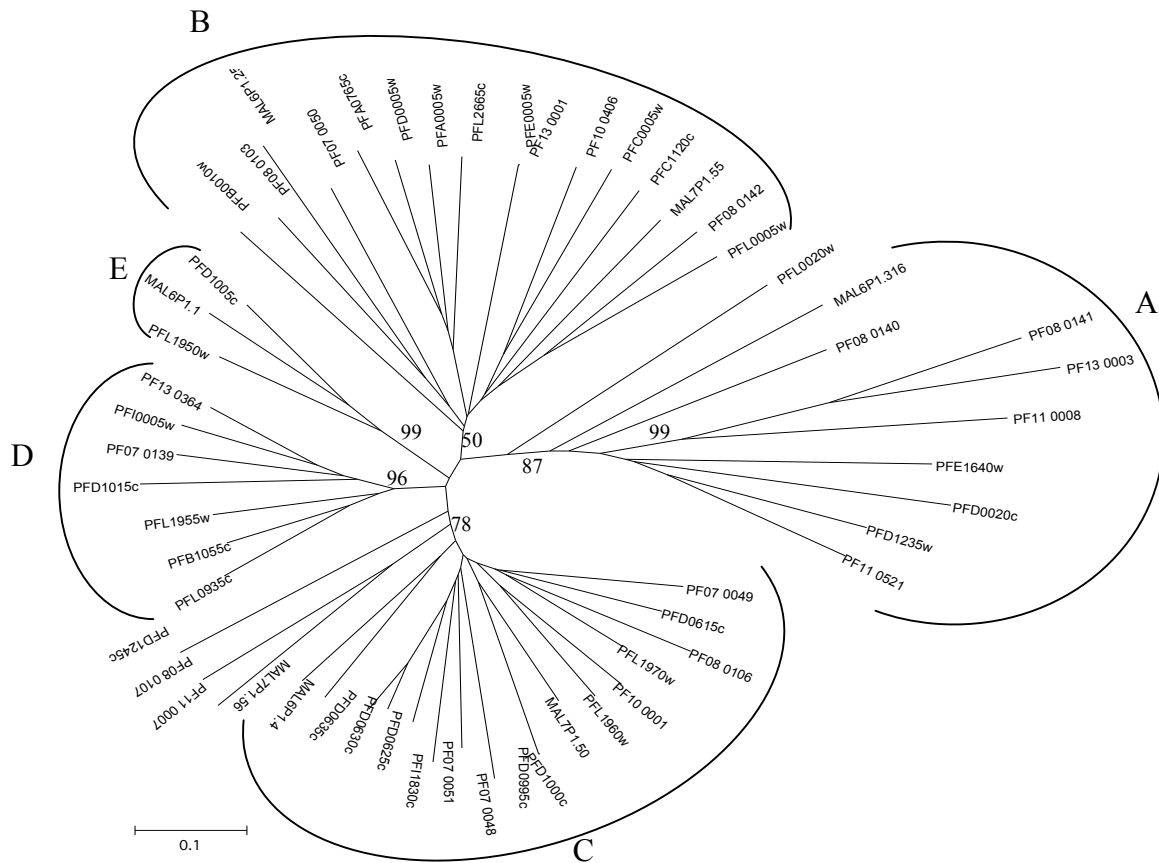 B
MAL6P1.2F
PF08 0103
PFB0010w
PF07 0050
PFA0765c
PFD0005w
PFA0005w
PFL2665c
PFE0005w
PF13 0001
PF10 0406
PFC0005w
PFC1120c
MAL7P1.55
PF08 0142
PFL0005w
PFL0020w
MAL6P1.316
A
PF08 0140
PF08 0141
PF13 0003
PF11 0008
PFE1640w
PFD0020c
PFD1235w
PF11 0521
E
PFD1005c
MAL6P1.1
PFL1950w
99
50
99
87
D
PF13 0364
PFI0005w
PF07 0139
PFD1015c
PFL1955w
PFB1055c
PFL0935c
96
78
PFD1245c
PF08 0107
PF11 0007
MAL7P1.56
MAL6P1.4
PFD0635c
PFD0630c
PFD0625c
PFI1830c
PF07 0051
PF07 0048
PFD0995c
PFD1000c
MAL7P1.50
PFL1960w
PF10 0001
PFL1970w
PF08 0106
PFD0615c
PF07 0049
C
0.1